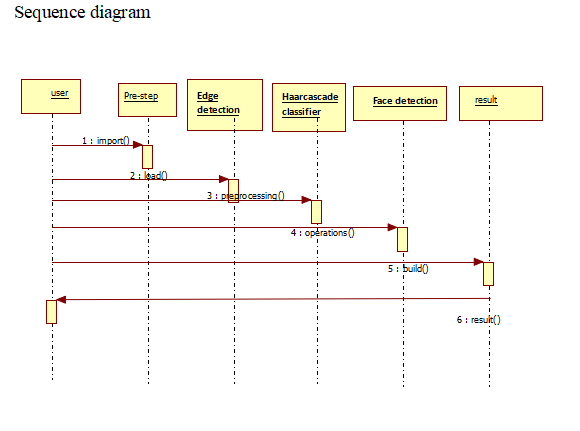 Sequence diagram
user
Pre-step
Edge
detection
Haarcascade
classifier
Face detection
result
1 : import()
2 : load()
3 : preprocessing()
4 : operations()
5 : build()
6 : result()